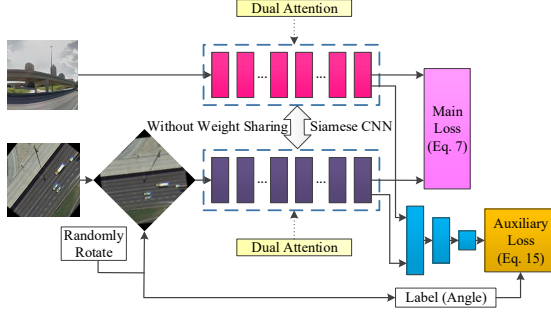 Dual Attention
...
...
Without Weight Sharing
Siamese CNN
Main
Loss
(Eq. 7)
...
...
Randomly
Rotate
Dual Attention
Auxiliary
Loss
(Eq. 15)
Label (Angle)